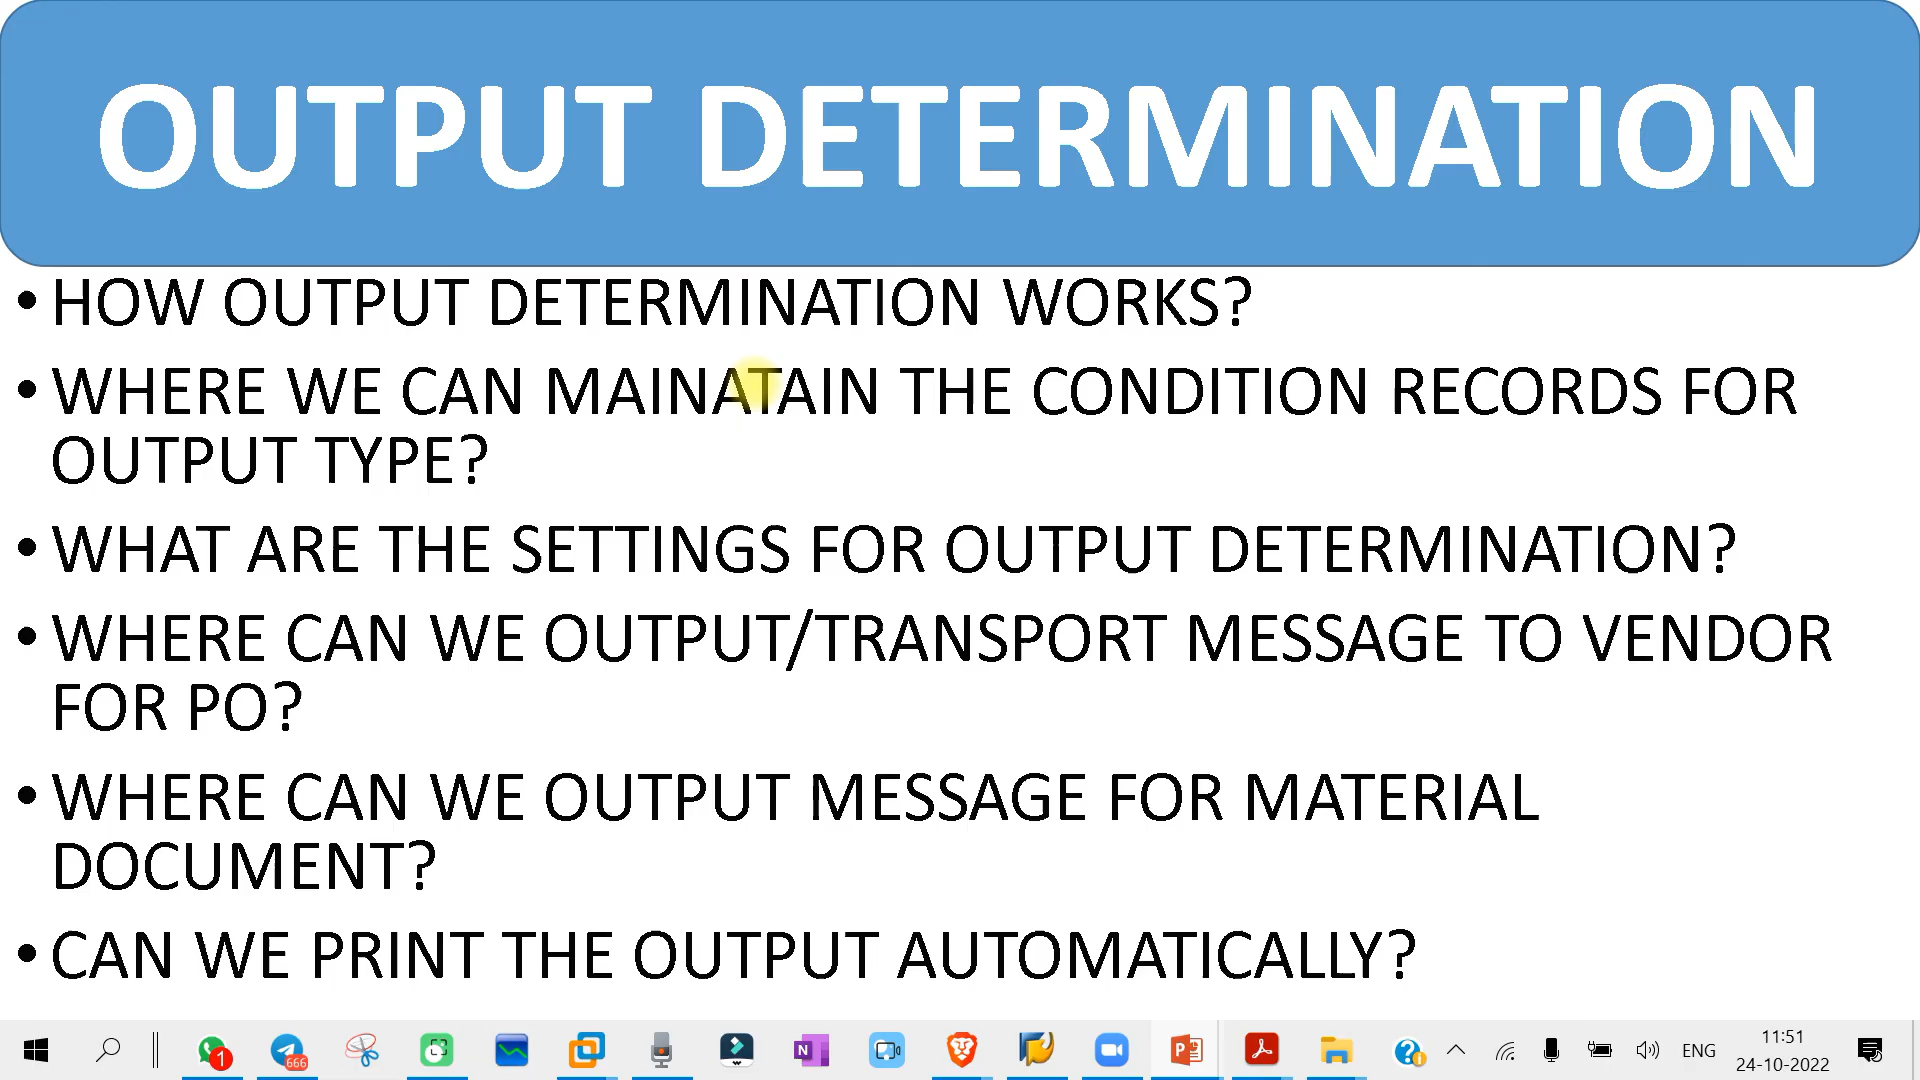 OUTPUT DETERMINATION
• HOW OUTPUT DETERMINATION WORKS?
• WHERE WE CAN MAINATAIN THE CONDITION RECORDS FOR
OUTPUT TYPE?
• WHAT ARE THE SETTINGS FOR OUTPUT DETERMINATION?
• WHERE CAN WE OUTPUT/TRANSPORT MESSAGE TO VENDOR
FOR PO?
• WHERE CAN WE OUTPUT MESSAGE FOR MATERIAL
DOCUMENT?
• CAN WE PRINT THE OUTPUT AUTOMATICALLY?
1
666
N
ENG
11:51
24-10-2022